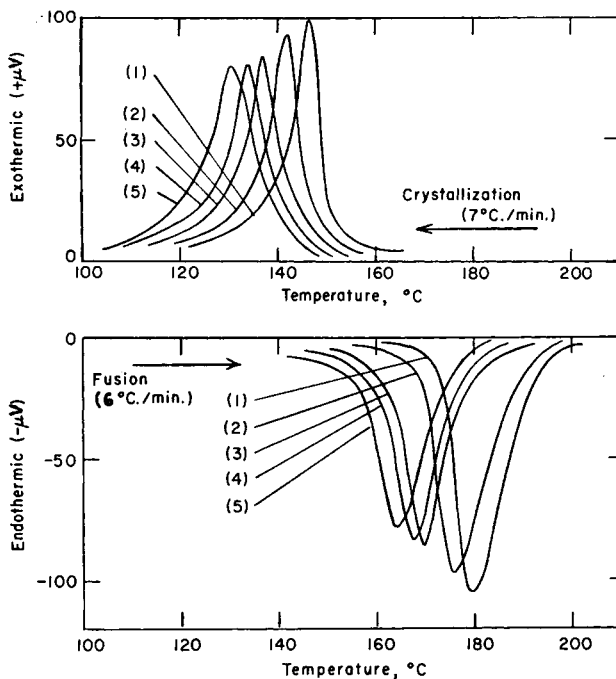 Exothermic (+μV)
100
50
0
(1)
(2)
(3)
(4)
(5)
Crystallization
(7°C./min.)
100 120 140 160 180 200
Temperature, °C
Endothermic (-μV)
-0
-50
-100
Fusion
(6°C./min.)
(1)
(2)
(3)
(4)
(5)
100 120 140 160 180 200
Temperature, °C